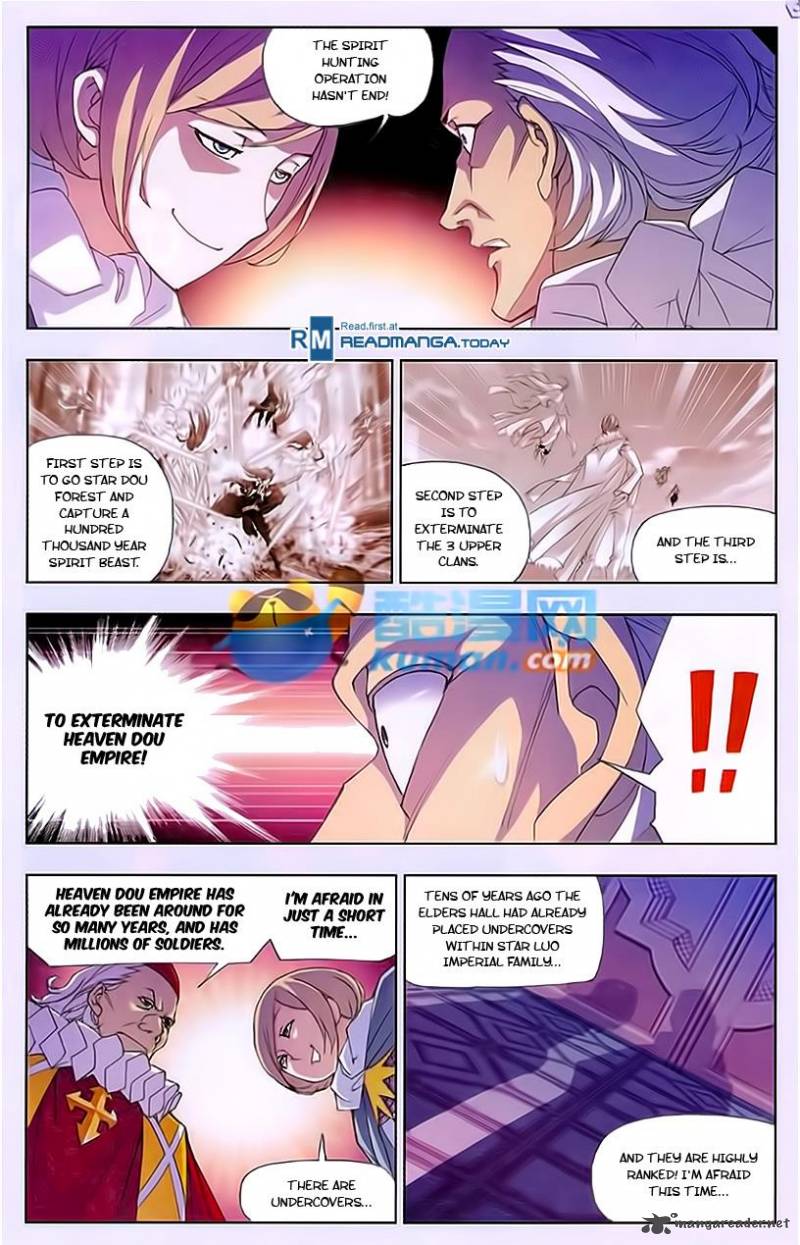 THE SPIRIT
HUNTING
OPERATION
HASN'T END!
RM
Read.first.at
READMANGA.TODAY
FIRST STEP IS
TO GO STAR DOU
FOREST AND
CAPTURE A
HUNDRED
THOUSAND YEAR
SPIRIT BEAST.
SECOND STEP
IS TO
EXTERMINATE
THE 3 UPPER
CLANS.
AND THE THIRD
STEP IS...
酷漫网
kuman.com
TO EXTERMINATE
HEAVEN DOU
EMPIRE!
!!
HEAVEN DOU EMPIRE HAS
ALREADY BEEN AROUND FOR
SO MANY YEARS, AND HAS
MILLIONS OF SOLDIERS.
I'M AFRAID IN
JUST A SHORT
TIME...
THERE ARE
UNDERCOVERS...
TENS OF YEARS AGO THE
ELDERS HALL HAD ALREADY
PLACED UNDERCOVERS
WITHIN STAR LUO
IMPERIAL FAMILY...
AND THEY ARE HIGHLY
RANKED! I'M AFRAID
THIS TIME...
mangareader.net